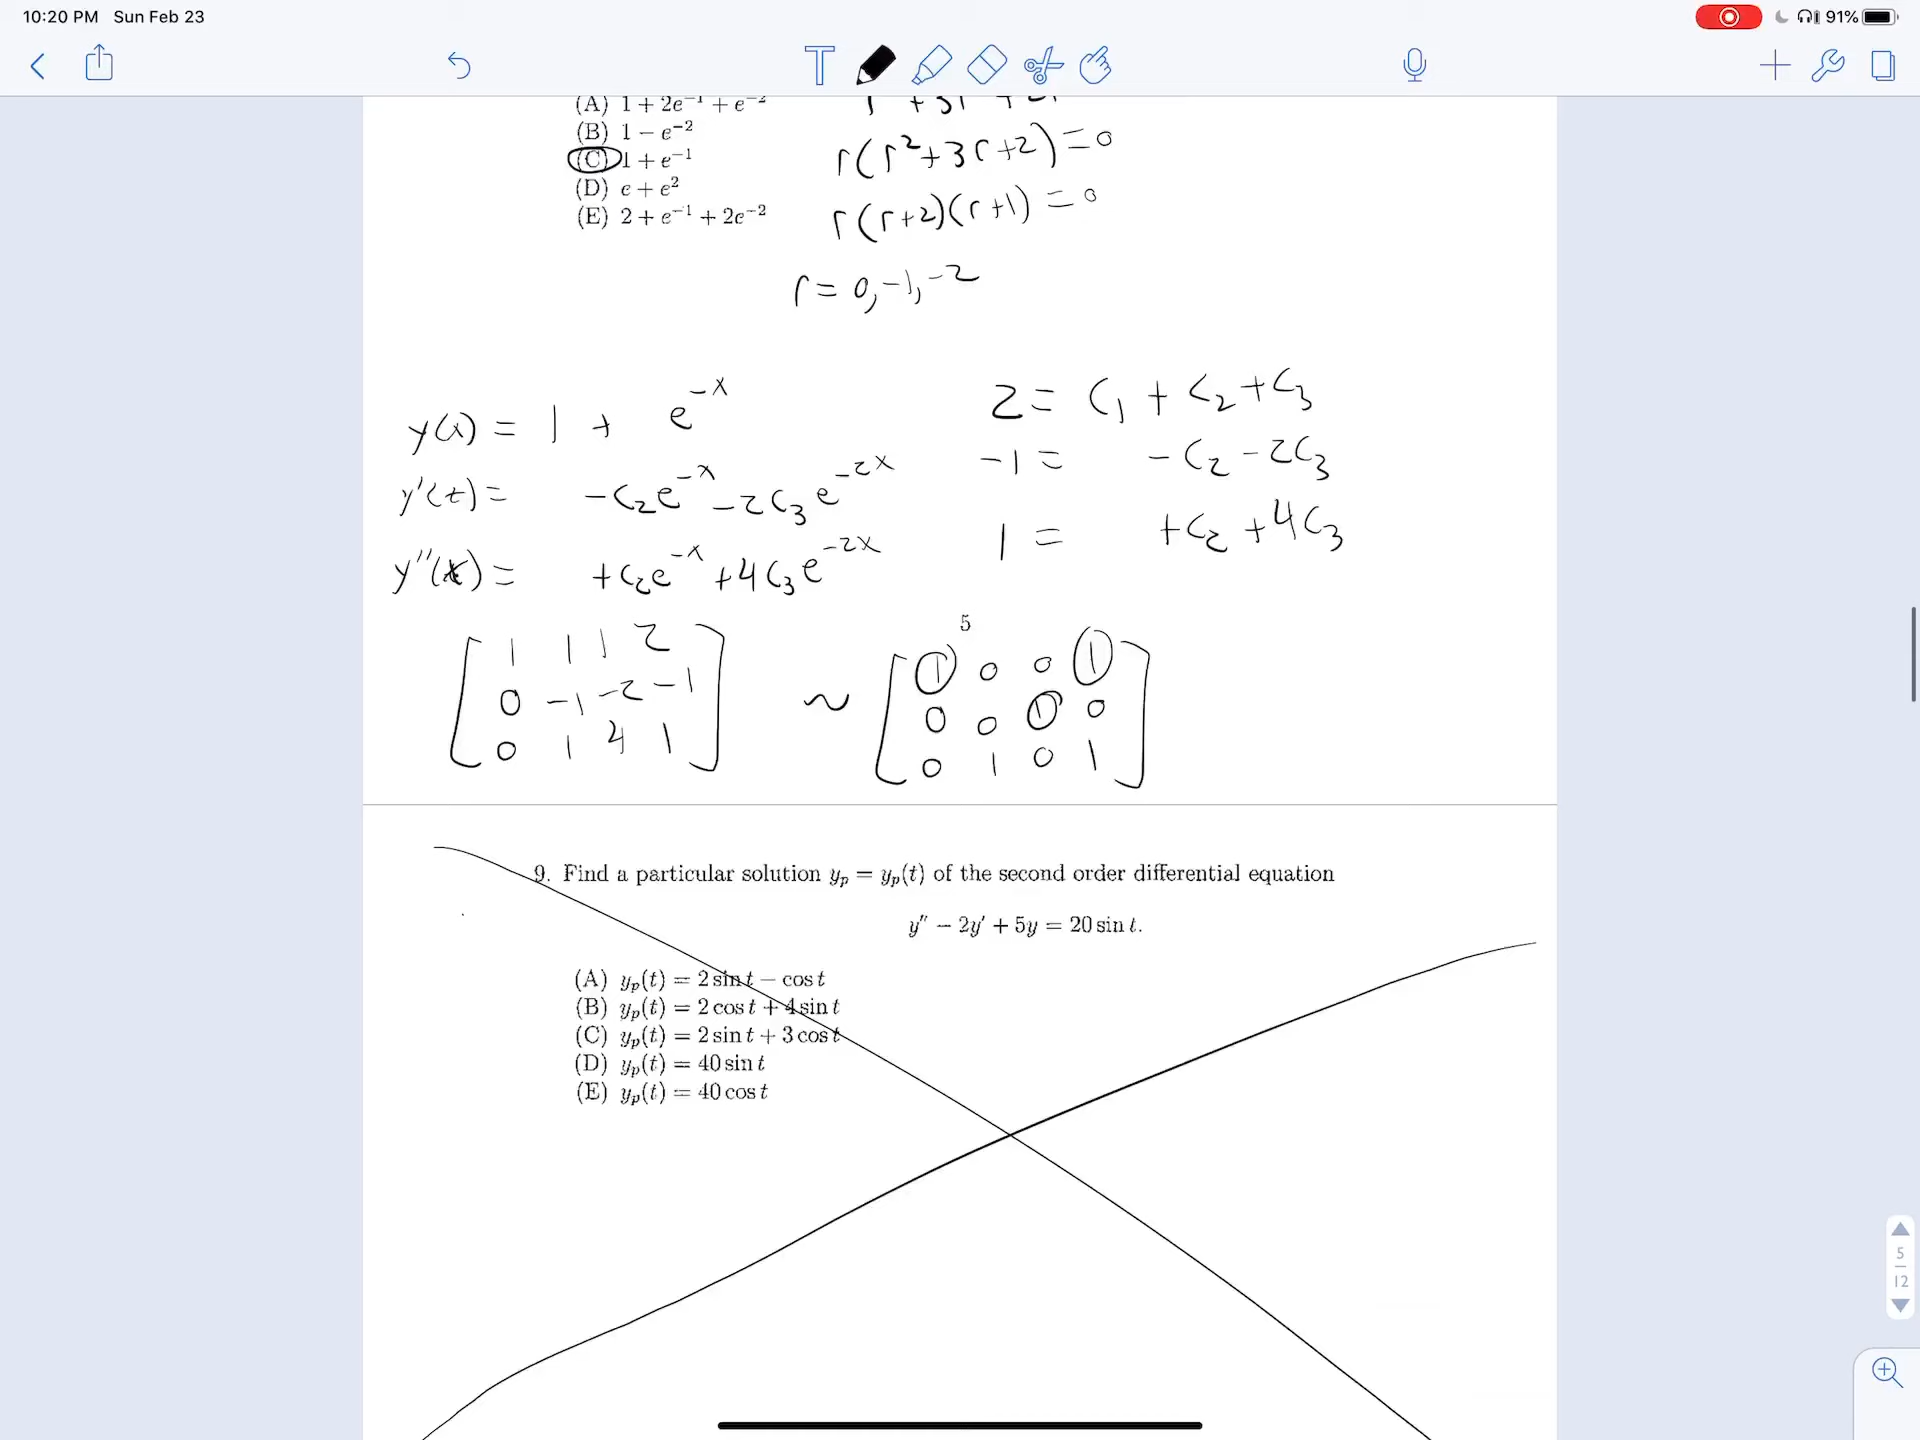 10:20 PM Sun Feb 23
91%
(A) 1 + 2e⁻¹ + e⁻²
(B) 1 − e⁻²
(C) 1 + e⁻¹
(D) e + e²
(E) 2 + e⁻¹ + 2e⁻²
r(r²+3r+2)=0
r(r+2)(r+1)=0
r= 0,-1,-2
y(x) = 1 + e^-x
y'(t)= -c₂e^-x -2c₃e^-2x
y''(x)= +c₂e^-x +4c₃e^-2x
2= c₁ + c₂ +c₃
-1= -c₂ -2c₃
1= +c₂ +4c₃
5
1 1 1 2
0 -1 -2 -1
0 1 4 1
~
1 0 0 1
0 0 1 0
0 1 0 1
9. Find a particular solution yₚ = yₚ(t) of the second order differential equation
y″ − 2y′ + 5y = 20 sin t.
(A) yₚ(t) = 2 sin t − cos t
(B) yₚ(t) = 2 cos t + 4 sin t
(C) yₚ(t) = 2 sin t + 3 cos t
(D) yₚ(t) = 40 sin t
(E) yₚ(t) = 40 cos t
5
12